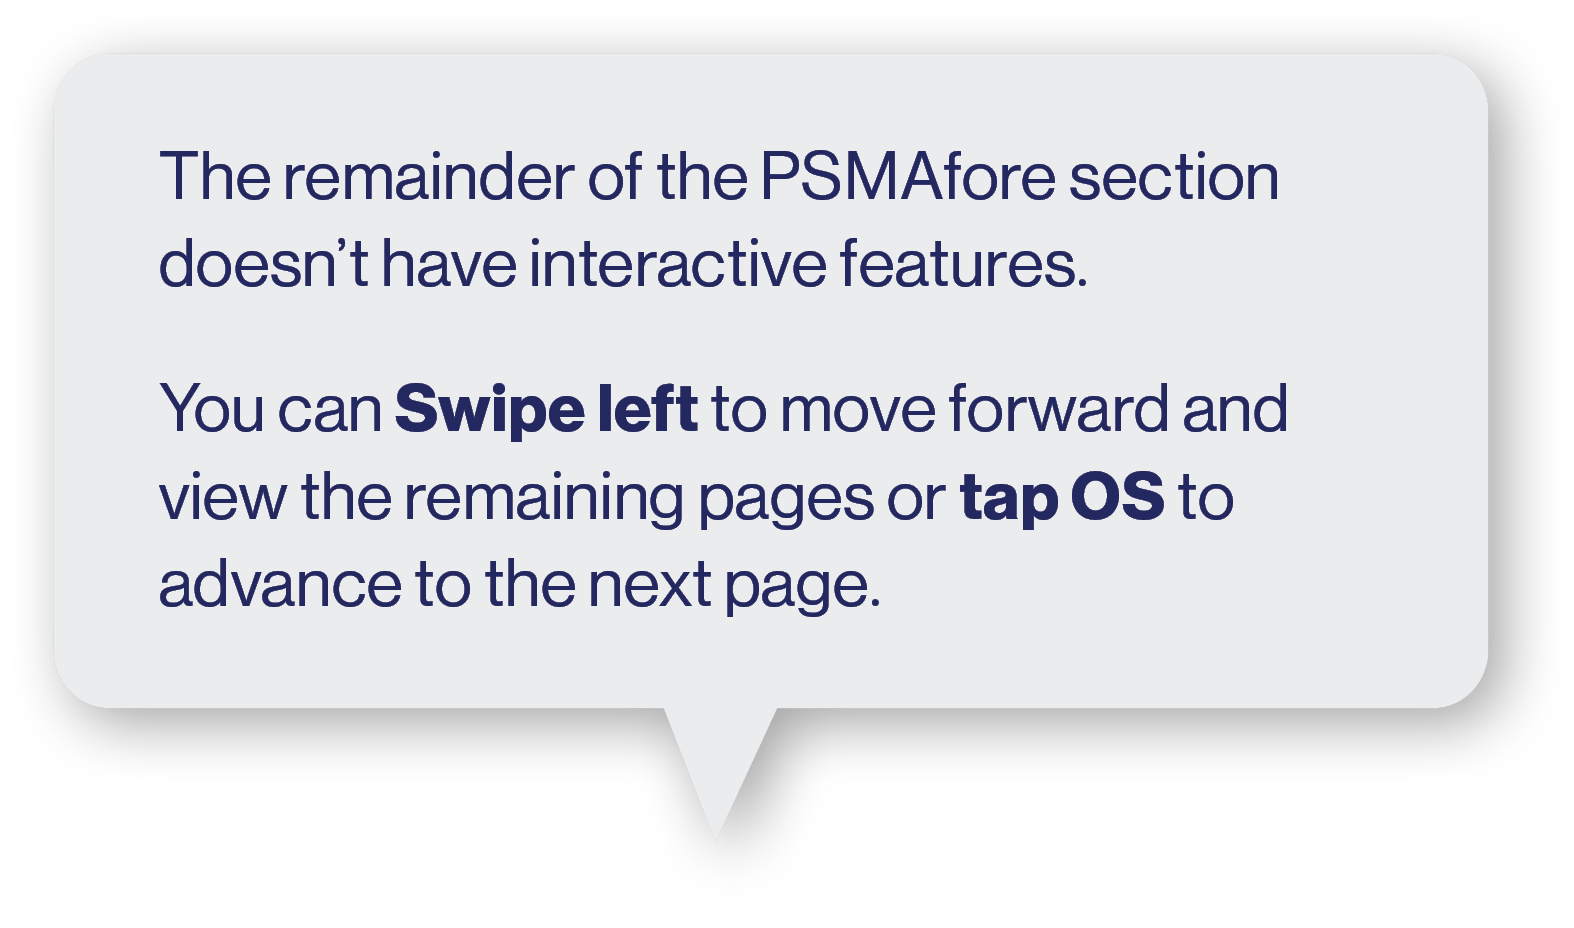 The remainder of the PSMAfore section
doesn’t have interactive features.
You can Swipe left to move forward and
view the remaining pages or tap OS to
advance to the next page.